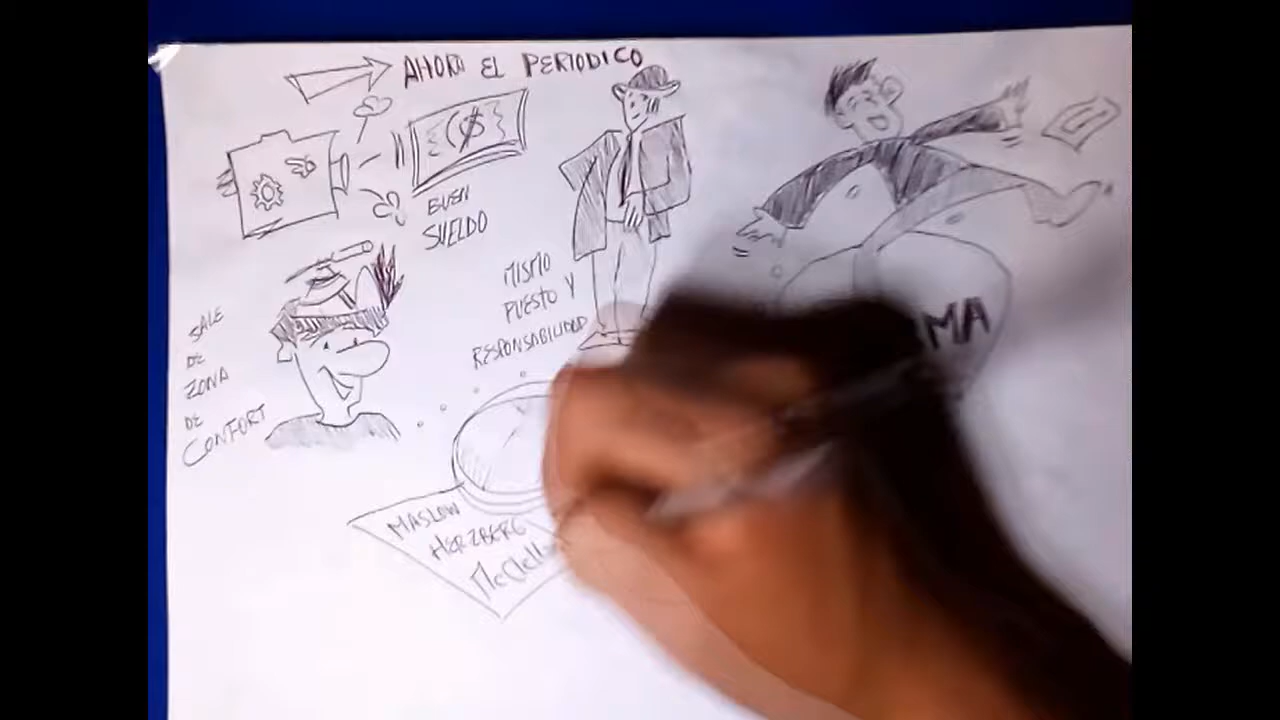 AHORA EL PERIODICO
$
BUEN
SUELDO
MISMO
PUESTO Y
RESPONSABILIDAD
SALE
DE
ZONA
DE
CONFORT
MASLOW
HERZBERG
MA